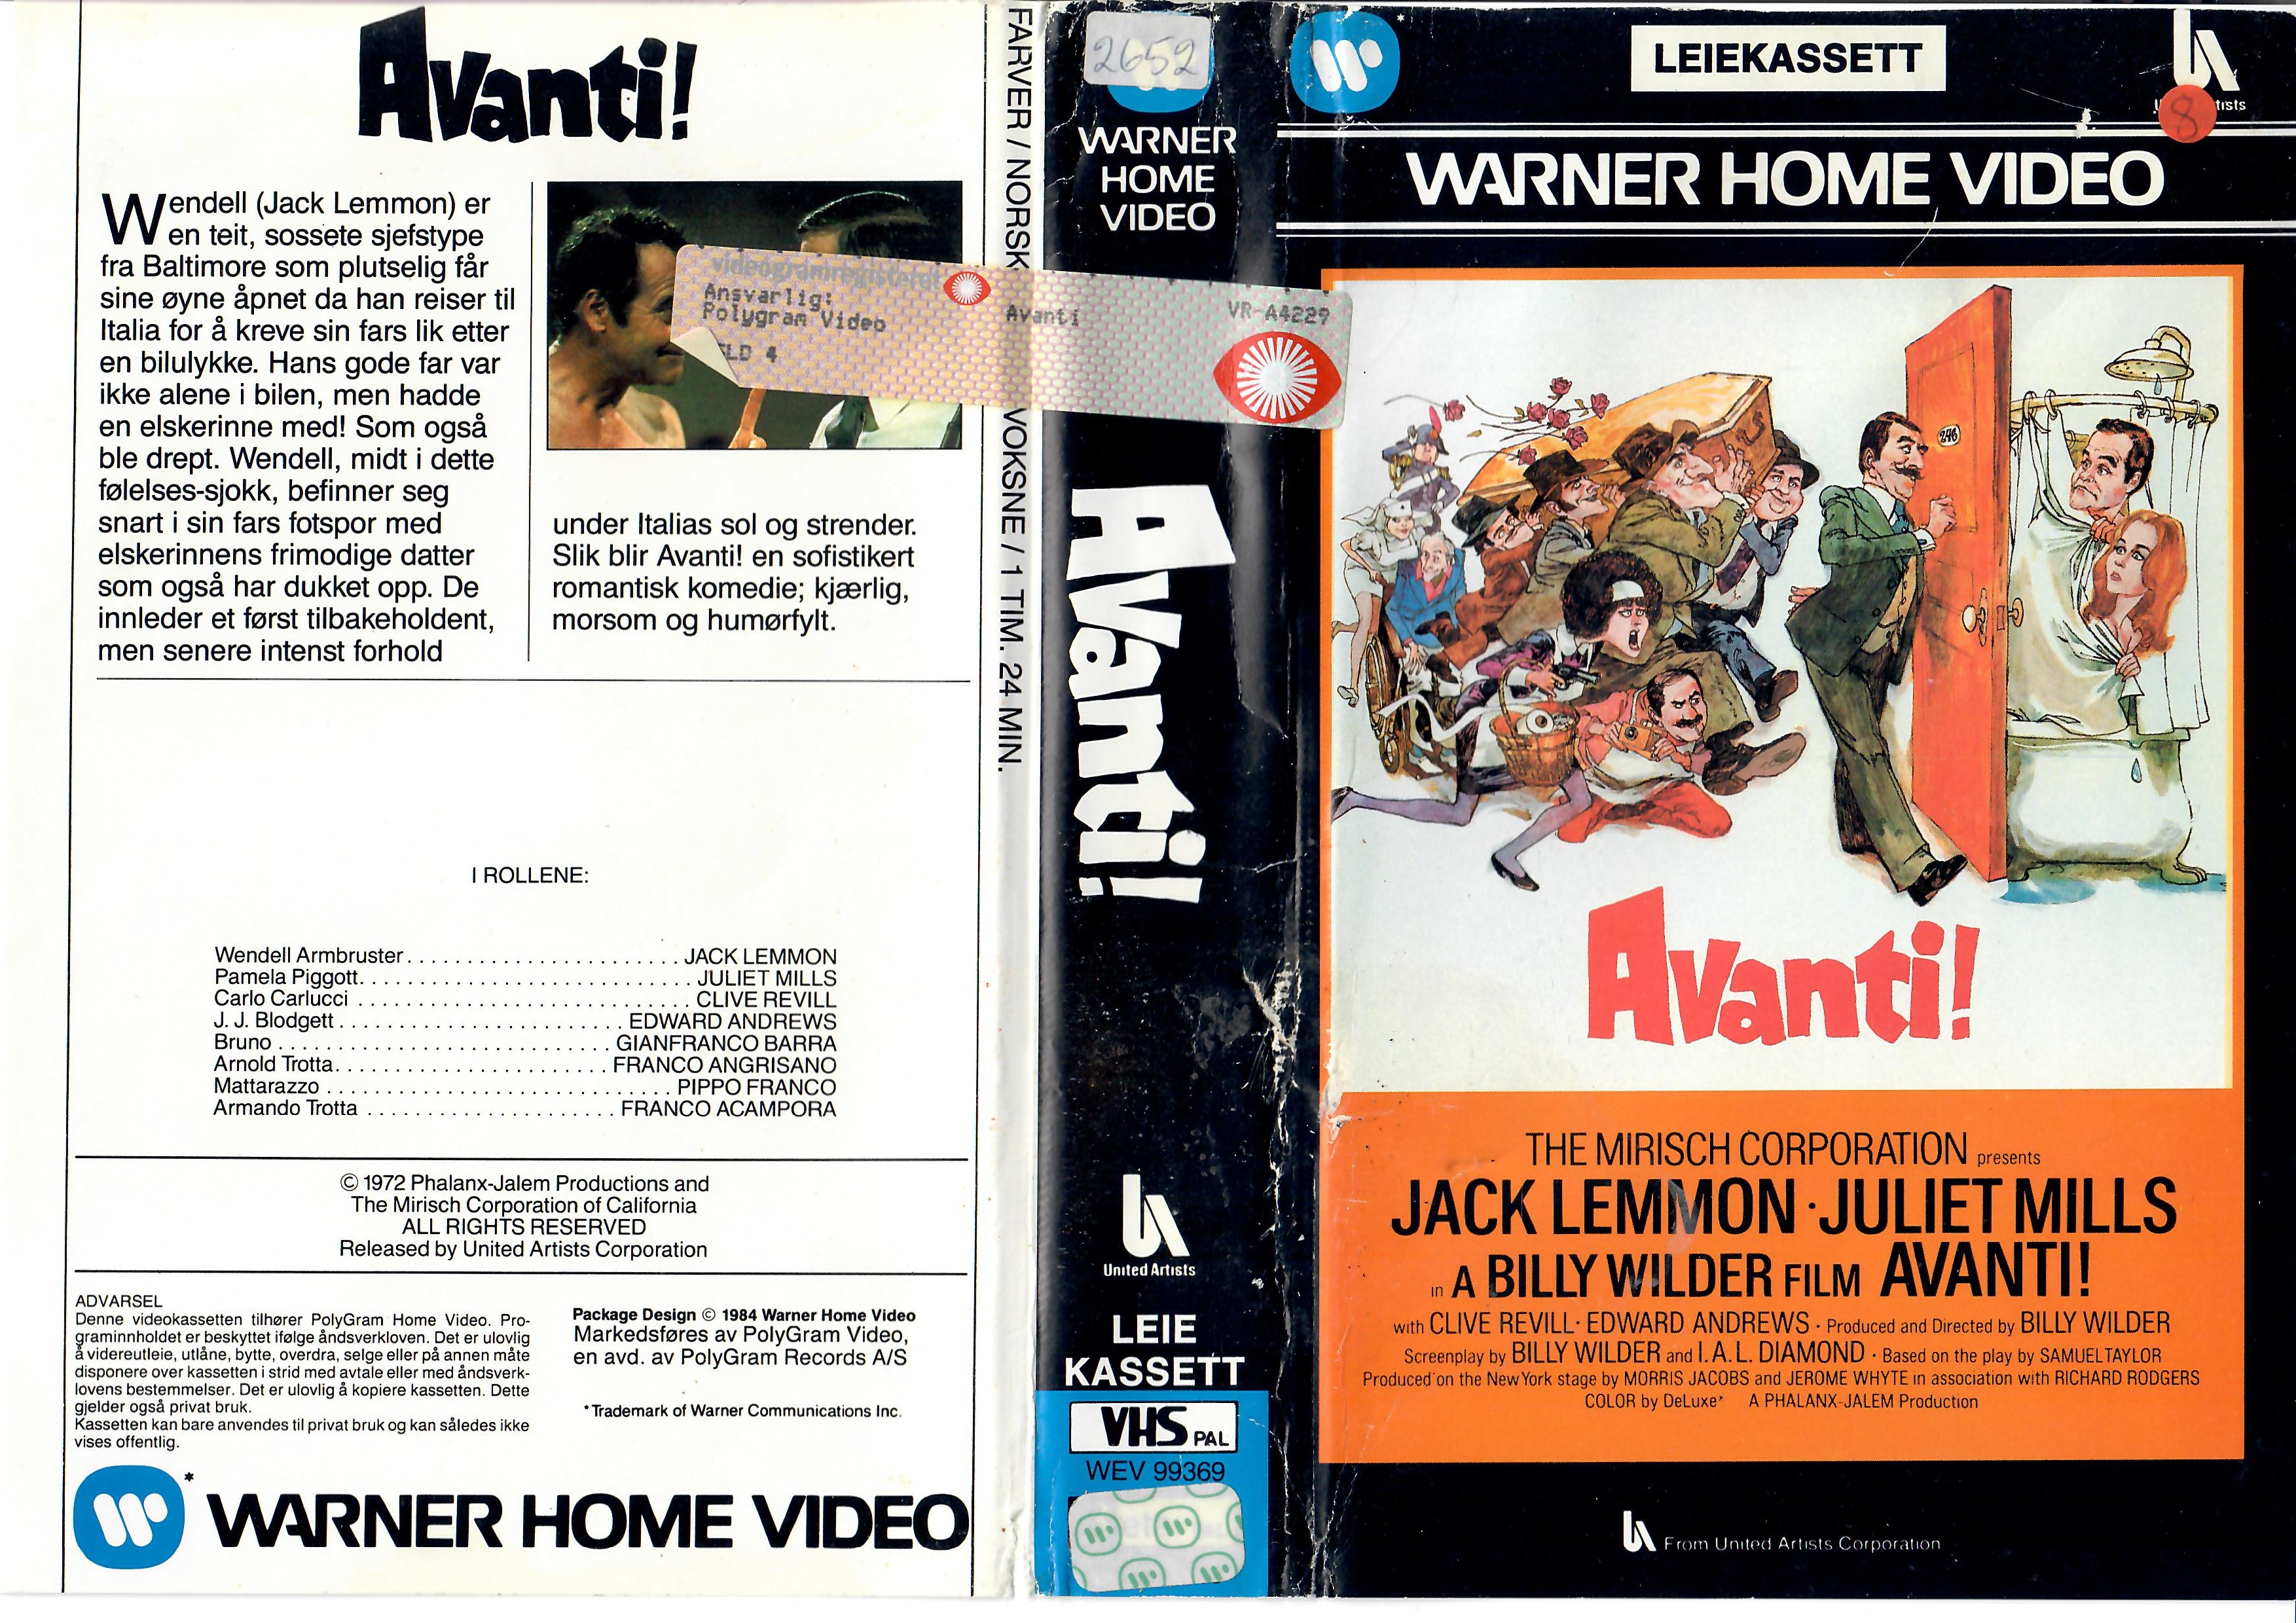 Avanti!
Wendell (Jack Lemmon) er
en teit, sossete sjefstype
fra Baltimore som plutselig får
sine øyne åpnet da han reiser til
Italia for å kreve sin fars lik etter
en bilulykke. Hans gode far var
ikke alene i bilen, men hadde
en elskerinne med! Som også
ble drept. Wendell, midt i dette
følelses-sjokk, befinner seg
snart i sin fars fotspor med
elskerinnens frimodige datter
som også har dukket opp. De
innleder et først tilbakeholdent,
men senere intenst forhold
under Italias sol og strender.
Slik blir Avanti! en sofistikert
romantisk komedie; kjærlig,
morsom og humørfylt.
I ROLLENE:
Wendell Armbruster. . . . . . . . . . . . . . . . . . . . . . . JACK LEMMON
Pamela Piggott. . . . . . . . . . . . . . . . . . . . . . . . . . . . JULIET MILLS
Carlo Carlucci . . . . . . . . . . . . . . . . . . . . . . . . . . . . CLIVE REVILL
J. J. Blodgett . . . . . . . . . . . . . . . . . . . . . . . . EDWARD ANDREWS
Bruno . . . . . . . . . . . . . . . . . . . . . . . . . . . . GIANFRANCO BARRA
Arnold Trotta. . . . . . . . . . . . . . . . . . . . . . . FRANCO ANGRISANO
Mattarazzo . . . . . . . . . . . . . . . . . . . . . . . . . . . . . PIPPO FRANCO
Armando Trotta . . . . . . . . . . . . . . . . . . . . . FRANCO ACAMPORA
© 1972 Phalanx-Jalem Productions and
The Mirisch Corporation of California
ALL RIGHTS RESERVED
Released by United Artists Corporation
ADVARSEL
Denne videokassetten tilhører PolyGram Home Video. Pro-
graminnholdet er beskyttet ifølge åndsverkloven. Det er ulovlig
å videreutleie, utlåne, bytte, overdra, selge eller på annen måte
disponere over kassetten i strid med avtale eller med åndsverk-
lovens bestemmelser. Det er ulovlig å kopiere kassetten. Dette
gjelder også privat bruk.
Kassetten kan bare anvendes til privat bruk og kan således ikke
vises offentlig.
Package Design © 1984 Warner Home Video
Markedsføres av PolyGram Video,
en avd. av PolyGram Records A/S
*Trademark of Warner Communications Inc.
* WARNER HOME VIDEO
FARVER / NORSK VOKSNE / 1 TIM. 24 MIN.
videogramregisteret
Ansvarlig:
Polygram Video
Avanti
VR-A4229
LD 4
2652
WARNER
HOME
VIDEO
Avanti!
United Artists
LEIE
KASSETT
VHS PAL
WEV 99369
LEIEKASSETT
8
WARNER HOME VIDEO
246
Avanti!
THE MIRISCH CORPORATION presents
JACK LEMMON · JULIET MILLS
in A BILLY WILDER FILM AVANTI!
with CLIVE REVILL · EDWARD ANDREWS · Produced and Directed by BILLY WILDER
Screenplay by BILLY WILDER and I.A.L. DIAMOND · Based on the play by SAMUEL TAYLOR
Produced on the New York stage by MORRIS JACOBS and JEROME WHYTE in association with RICHARD RODGERS
COLOR by DeLuxe* A PHALANX-JALEM Production
From United Artists Corporation